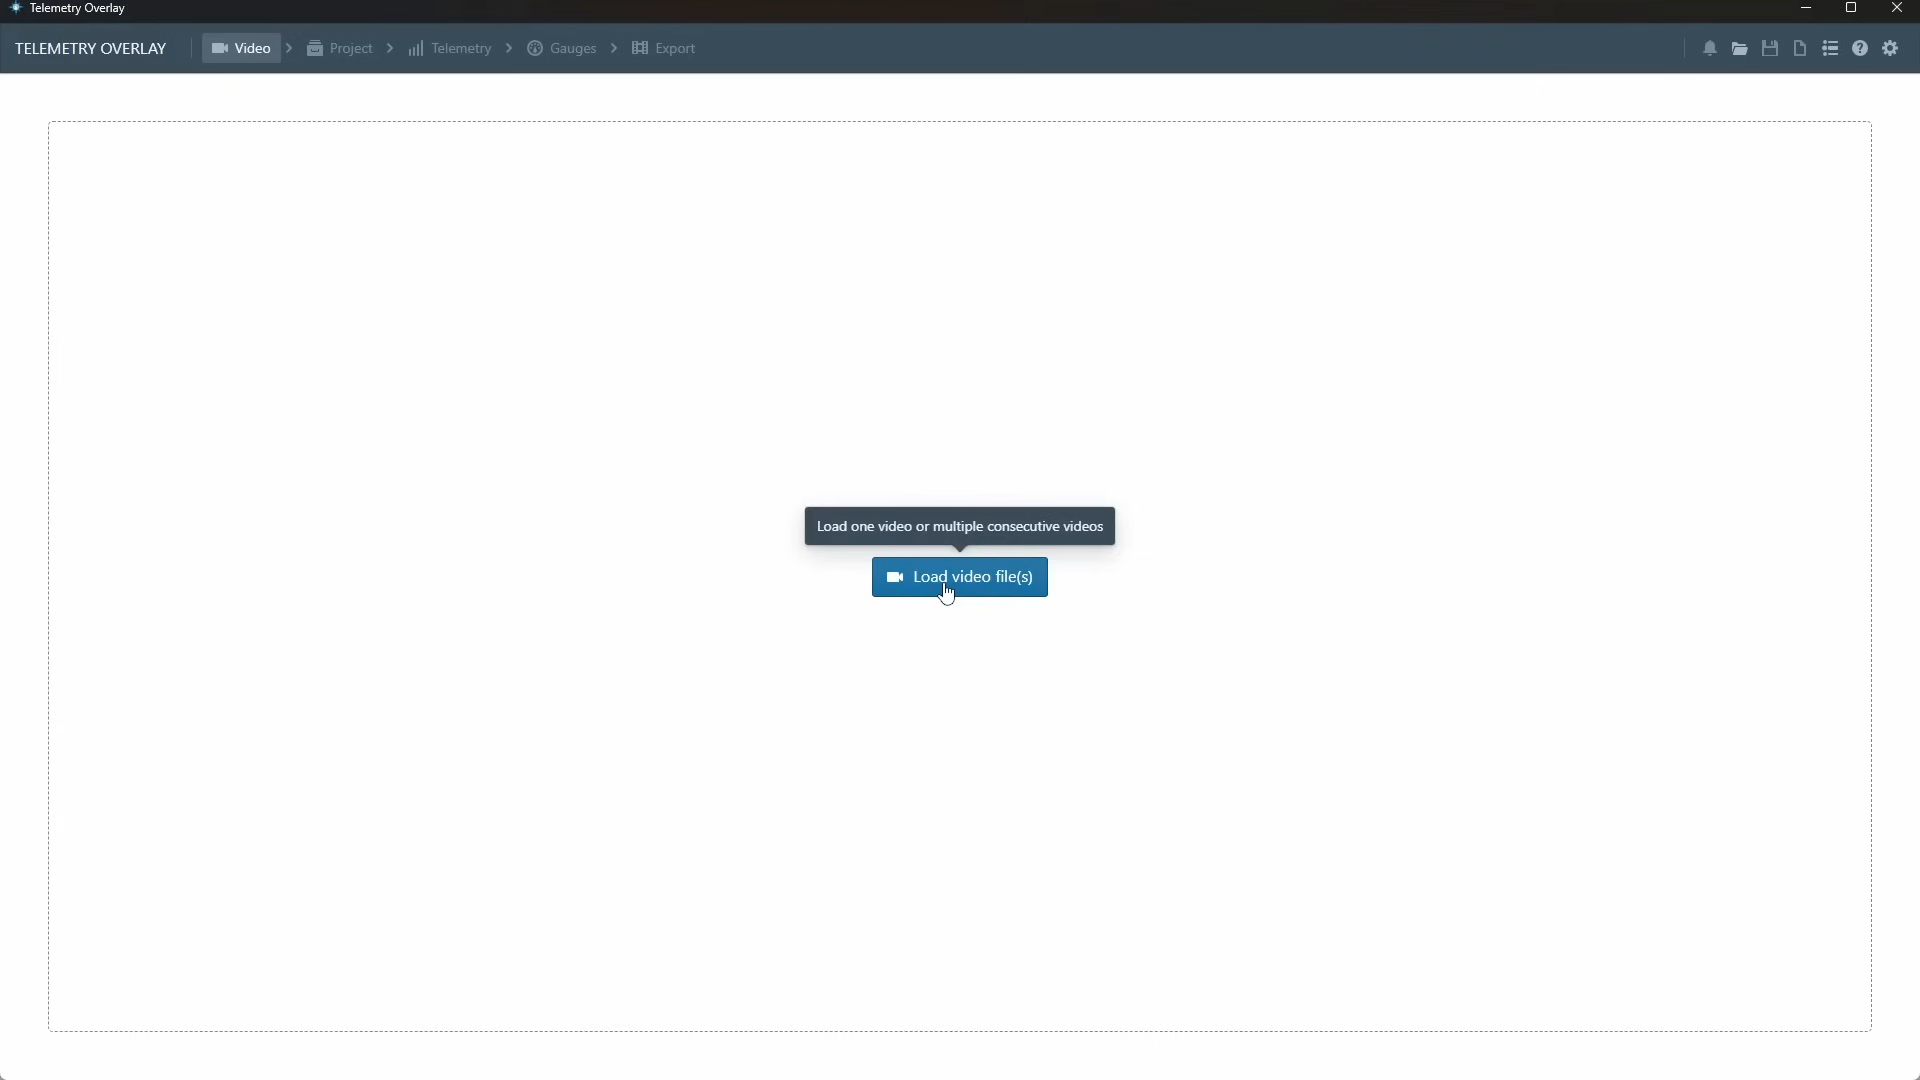 Telemetry Overlay
TELEMETRY OVERLAY Video Project Telemetry Gauges Export
Load one video or multiple consecutive videos
Load video file(s)